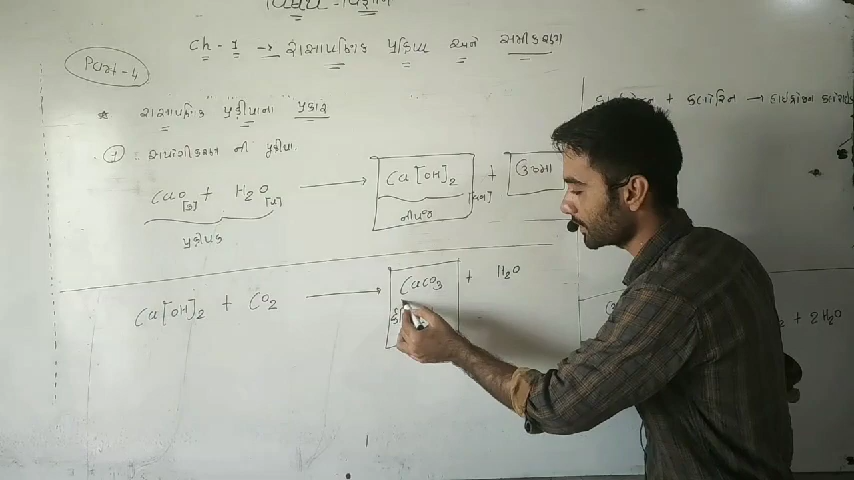 Ch - 1 → રાસાયણિક પ્રક્રિયા અને સમીકરણ
Part-4
* રાસાયણિક પ્રક્રીયાના પ્રકાર
1 : સંયોગીકરણ ની પ્રક્રીયા
CaO + H₂O → Ca[OH]₂ + ઉષ્મા
પ્રક્રીયક
નીપજ
Ca[OH]₂ + CO₂ → CaCO₃ + H₂O
+ ક્લોરિન →
+ 2H₂O